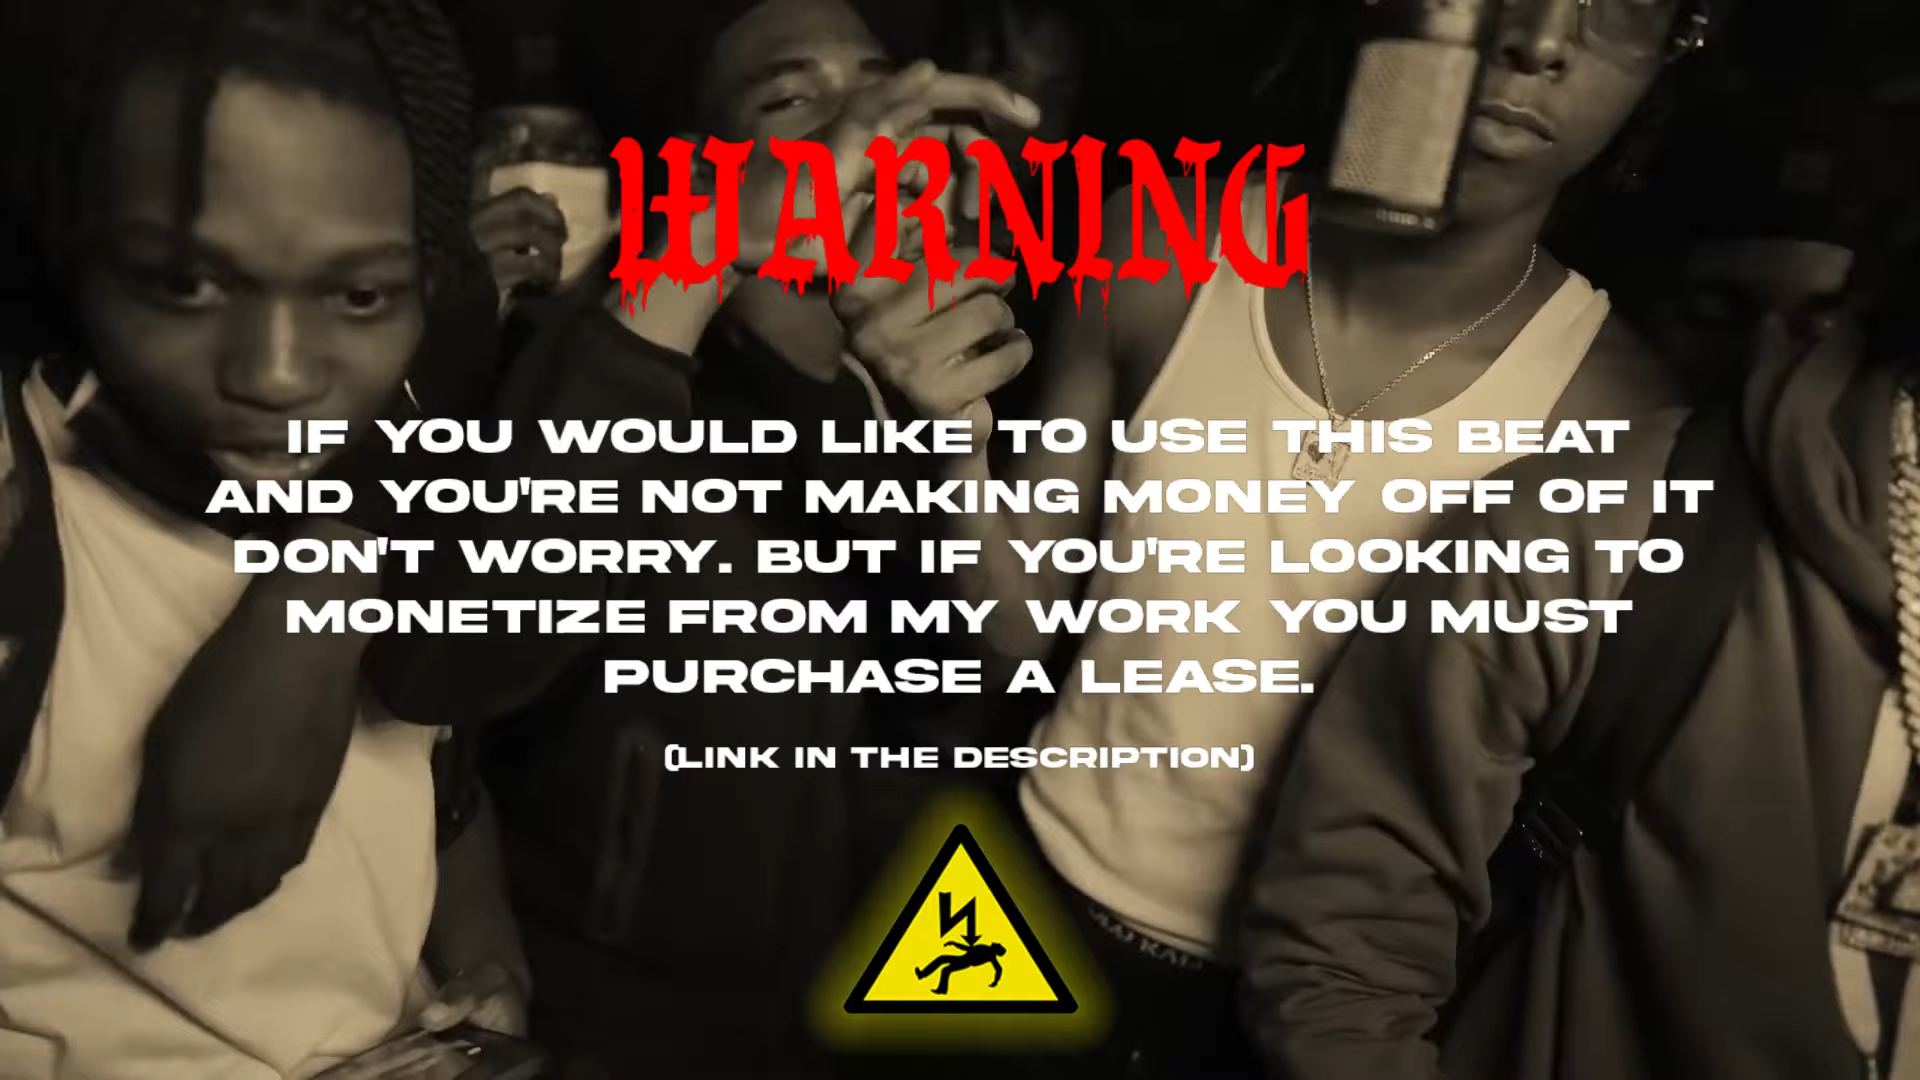 WARNING
IF YOU WOULD LIKE TO USE THIS BEAT
AND YOU'RE NOT MAKING MONEY OFF OF IT
DON'T WORRY. BUT IF YOU'RE LOOKING TO
MONETIZE FROM MY WORK YOU MUST
PURCHASE A LEASE.
(LINK IN THE DESCRIPTION)